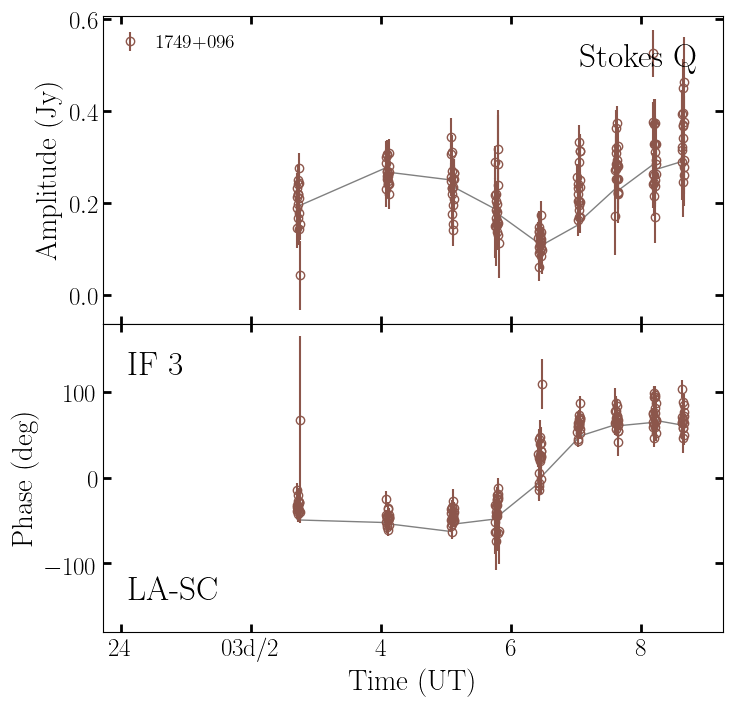 0.6
1749+096
Stokes Q
0.4
0.2
0.0
Amplitude (Jy)
IF 3
100
0
−100
Phase (deg)
LA-SC
24 03d/2 4 6 8
Time (UT)